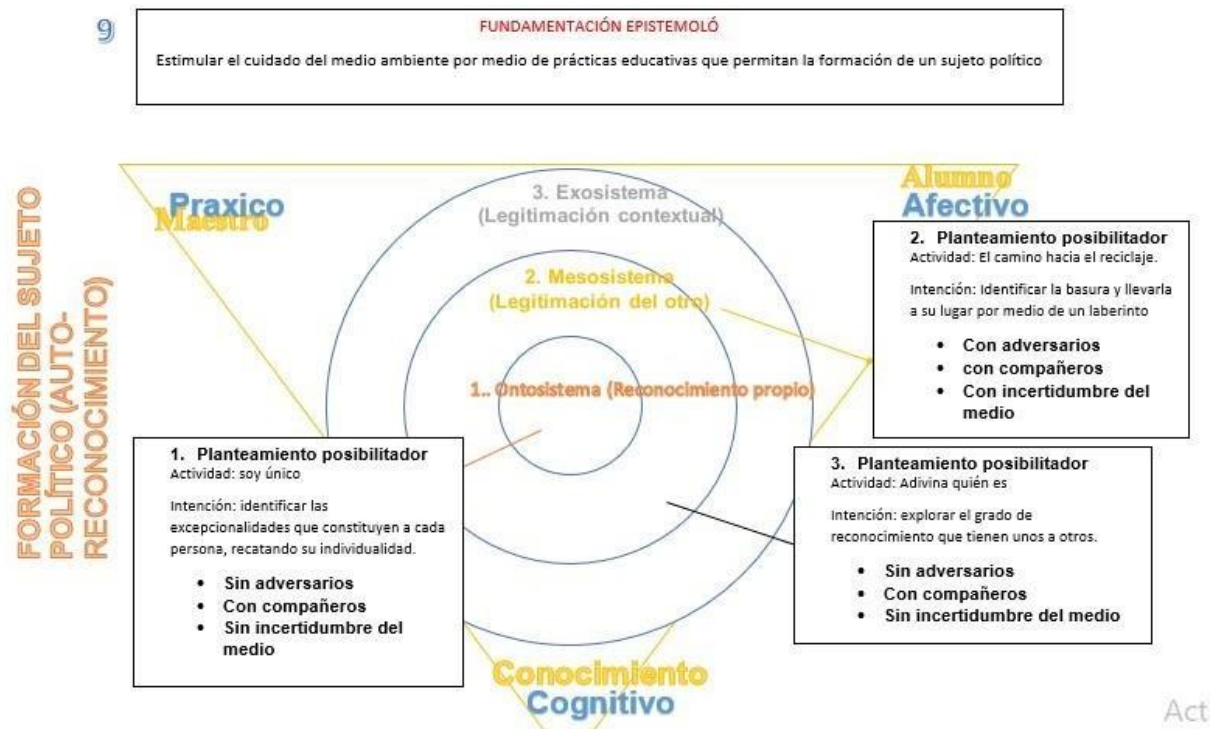 9
FUNDAMENTACIÓN EPISTEMOLÓ
Estimular el cuidado del medio ambiente por medio de prácticas educativas que permitan la formación de un sujeto político
FORMACIÓN DEL SUJETO
POLÍTICO (AUTO-
RECONOCIMIENTO)
Praxico
Maestro
3. Exosistema
(Legitimación contextual)
Alumno
Afectivo
2. Mesosistema
(Legitimación del otro)
1.. Ontosistema (Reconocimiento propio)
2. Planteamiento posibilitador
Actividad: El camino hacia el reciclaje.
Intención: Identificar la basura y llevarla
a su lugar por medio de un laberinto
• Con adversarios
• con compañeros
• Con incertidumbre del
medio
1. Planteamiento posibilitador
Actividad: soy único
Intención: identificar las
excepcionalidades que constituyen a cada
persona, recatando su individualidad.
• Sin adversarios
• Con compañeros
• Sin incertidumbre del
medio
3. Planteamiento posibilitador
Actividad: Adivina quién es
Intención: explorar el grado de
reconocimiento que tienen unos a otros.
• Sin adversarios
• Con compañeros
• Sin incertidumbre del medio
Conocimiento
Cognitivo
Act